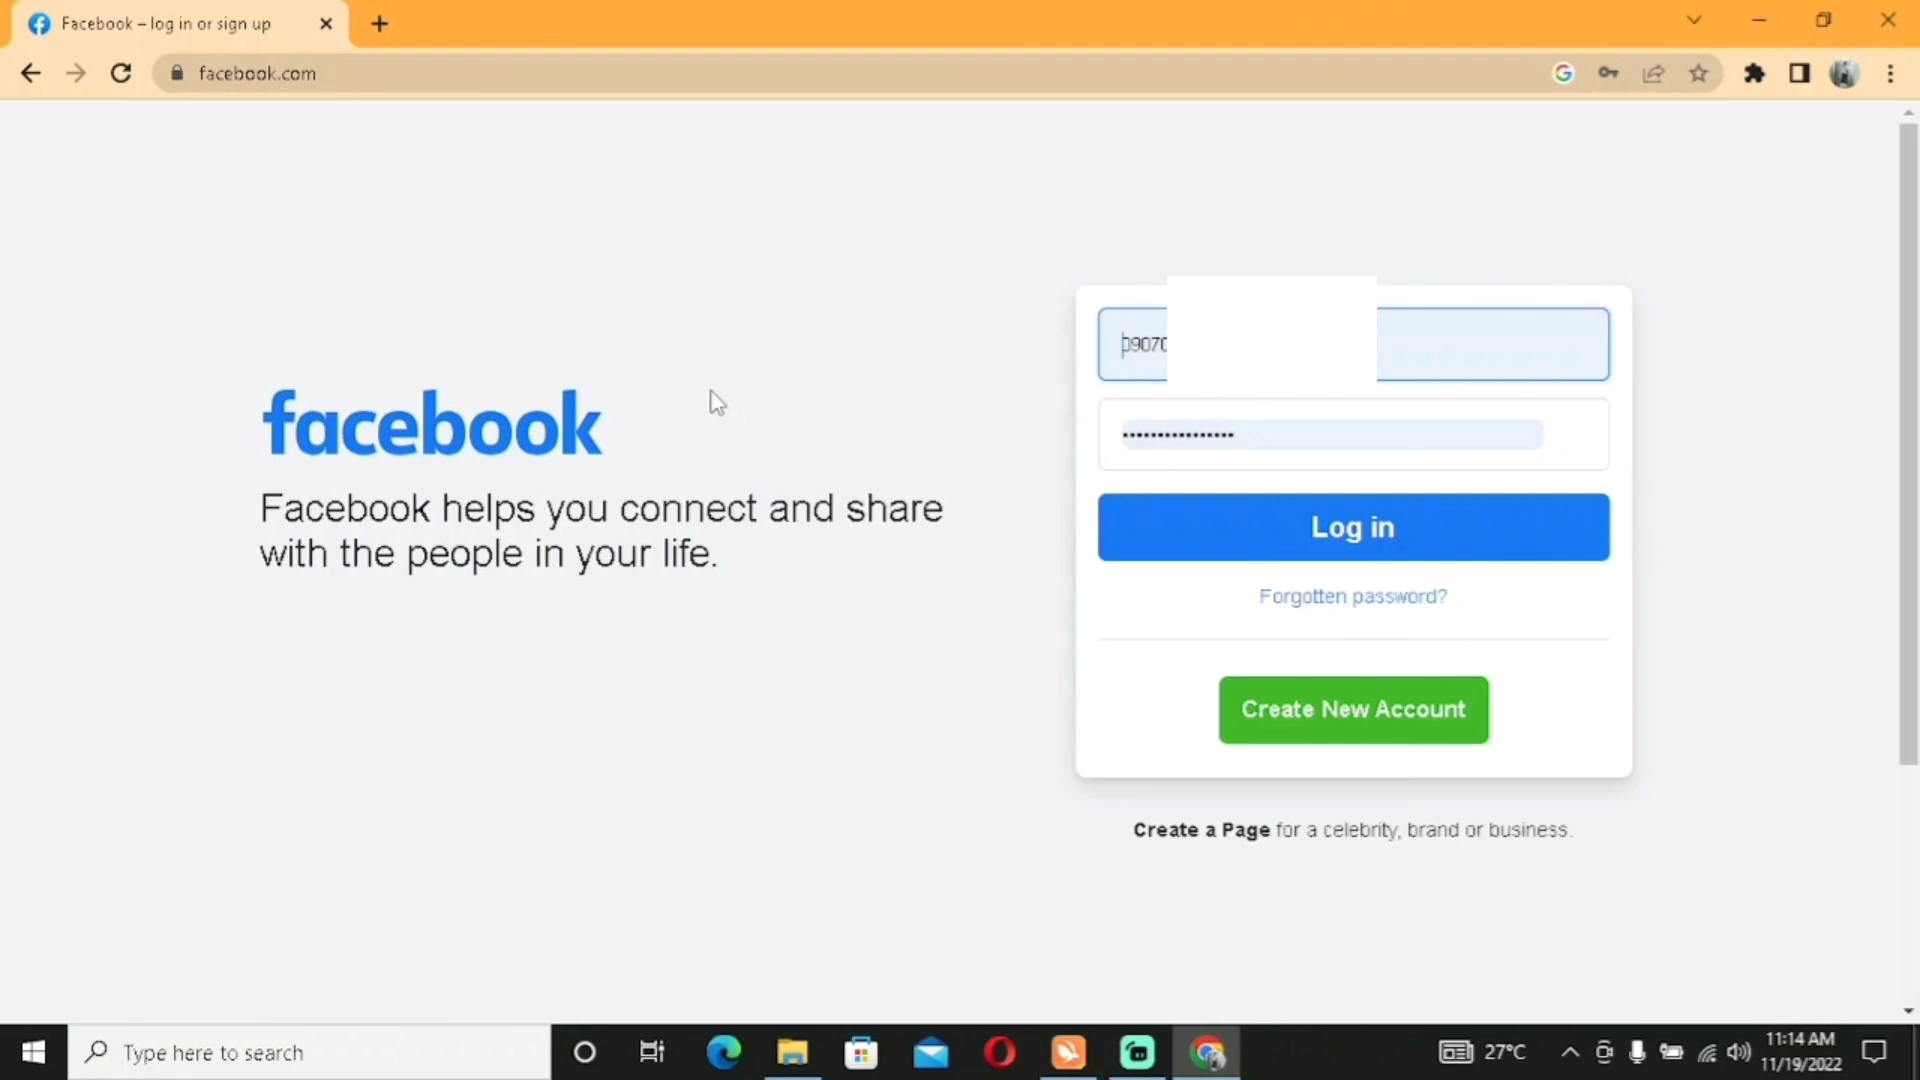 Facebook – log in or sign up
facebook.com
09070
••••••••••••••••
facebook
Facebook helps you connect and share
with the people in your life.
Log in
Forgotten password?
Create New Account
Create a Page for a celebrity, brand or business.
Type here to search
27°C
11:14 AM
11/19/2022